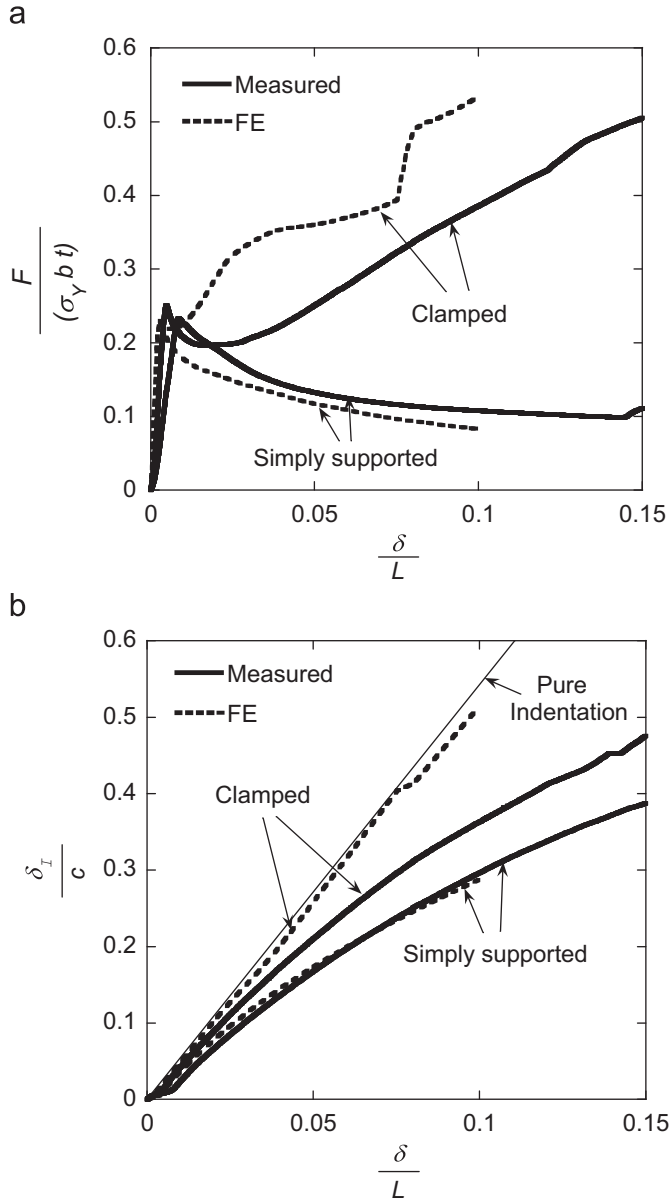 a
0.6
Measured
FE
0.5
0.4
F
(σY b t)
0.3
Clamped
0.2
0.1
Simply supported
0
0
0.05
0.1
0.15
δ
L
b
0.6
Measured
FE
Pure
Indentation
0.5
Clamped
0.4
δI
c
0.3
0.2
Simply supported
0.1
0
0
0.05
0.1
0.15
δ
L